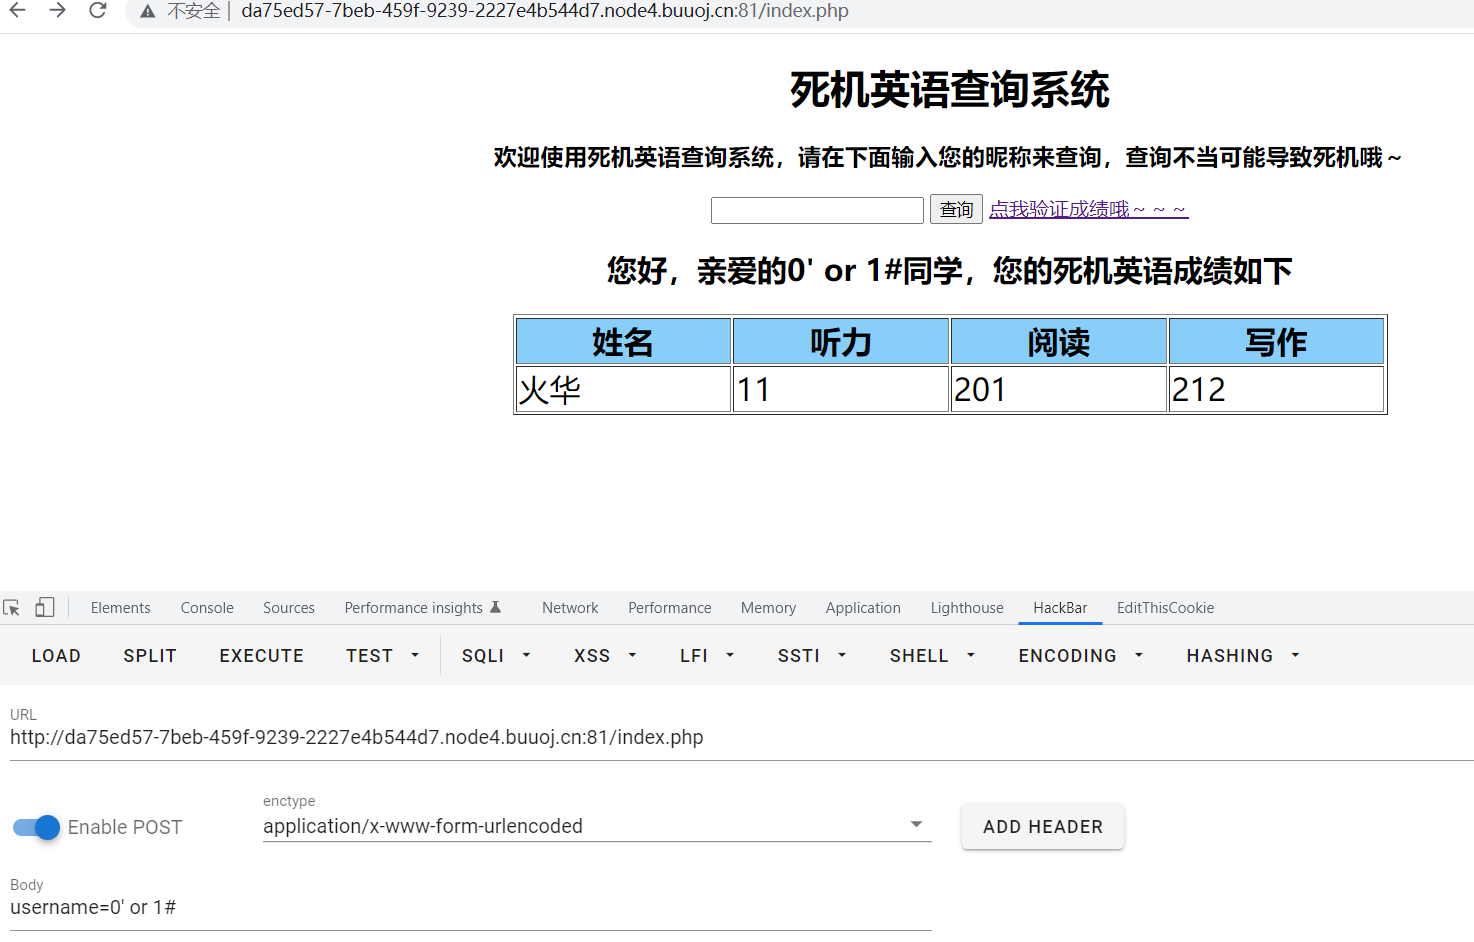 不安全 da75ed57-7beb-459f-9239-2227e4b544d7.node4.buuoj.cn:81/index.php
死机英语查询系统
欢迎使用死机英语查询系统，请在下面输入您的昵称来查询，查询不当可能导致死机哦～
查询 点我验证成绩哦～～～
您好，亲爱的0' or 1#同学，您的死机英语成绩如下
姓名 听力 阅读 写作
火华 11 201 212
Elements Console Sources Performance insights Network Performance Memory Application Lighthouse HackBar EditThisCookie
LOAD SPLIT EXECUTE TEST SQLI XSS LFI SSTI SHELL ENCODING HASHING
URL
http://da75ed57-7beb-459f-9239-2227e4b544d7.node4.buuoj.cn:81/index.php
enctype
Enable POST application/x-www-form-urlencoded ADD HEADER
Body
username=0' or 1#